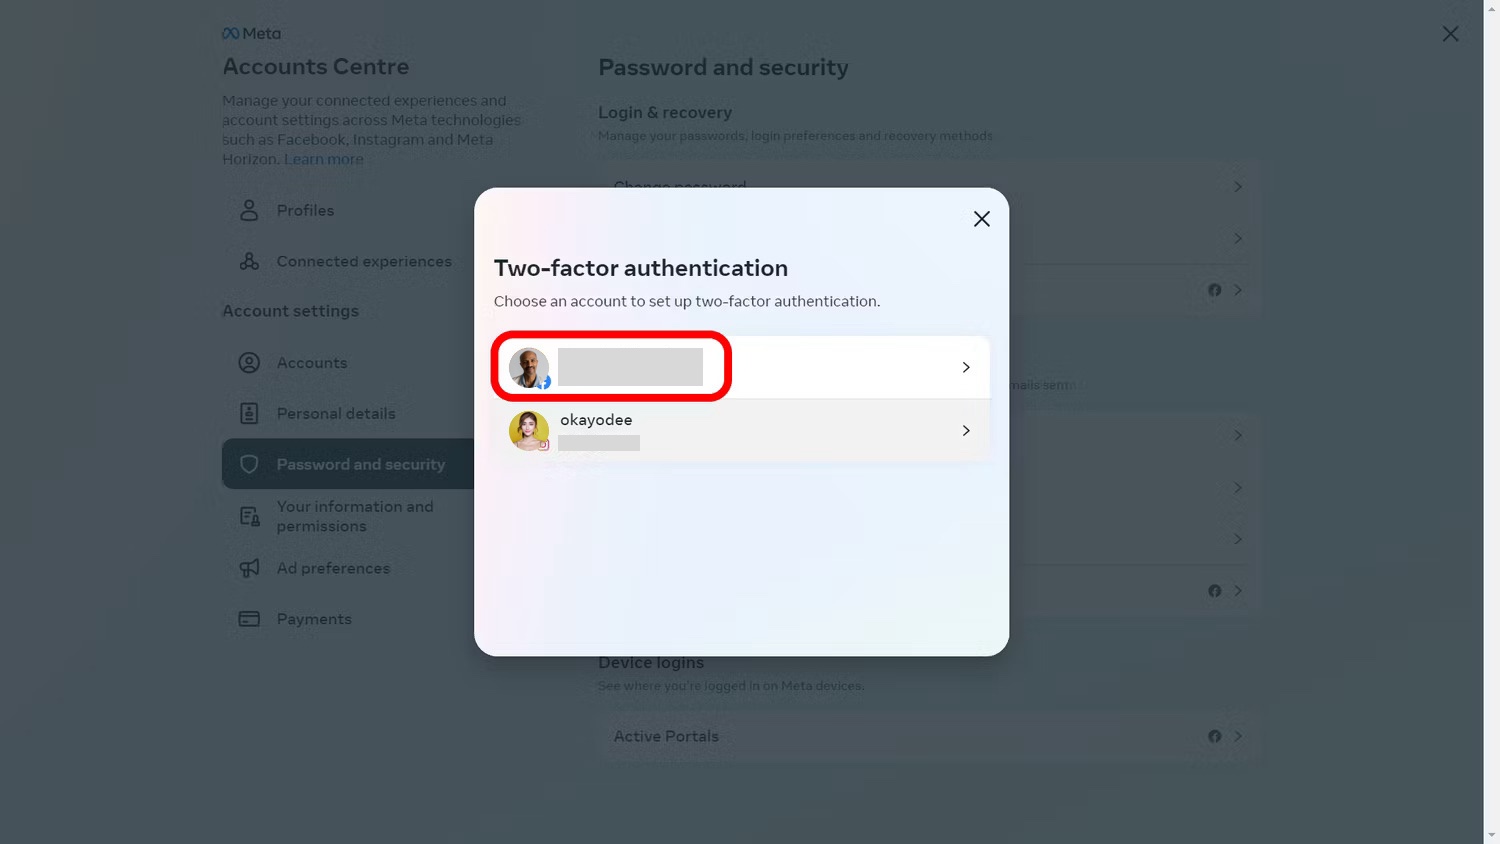 Meta
Accounts Centre
Manage your connected experiences and
account settings across Meta technologies
such as Facebook, Instagram and Meta
Horizon. Learn more
Profiles
Connected experiences
Account settings
Accounts
Personal details
Password and security
Your information and
permissions
Ad preferences
Payments
Password and security
Login & recovery
Manage your passwords, login preferences and recovery methods.
Change password
Two-factor authentication
Choose an account to set up two-factor authentication.
okayodee
emails sent.
Device logins
See where you're logged in on Meta devices.
Active Portals